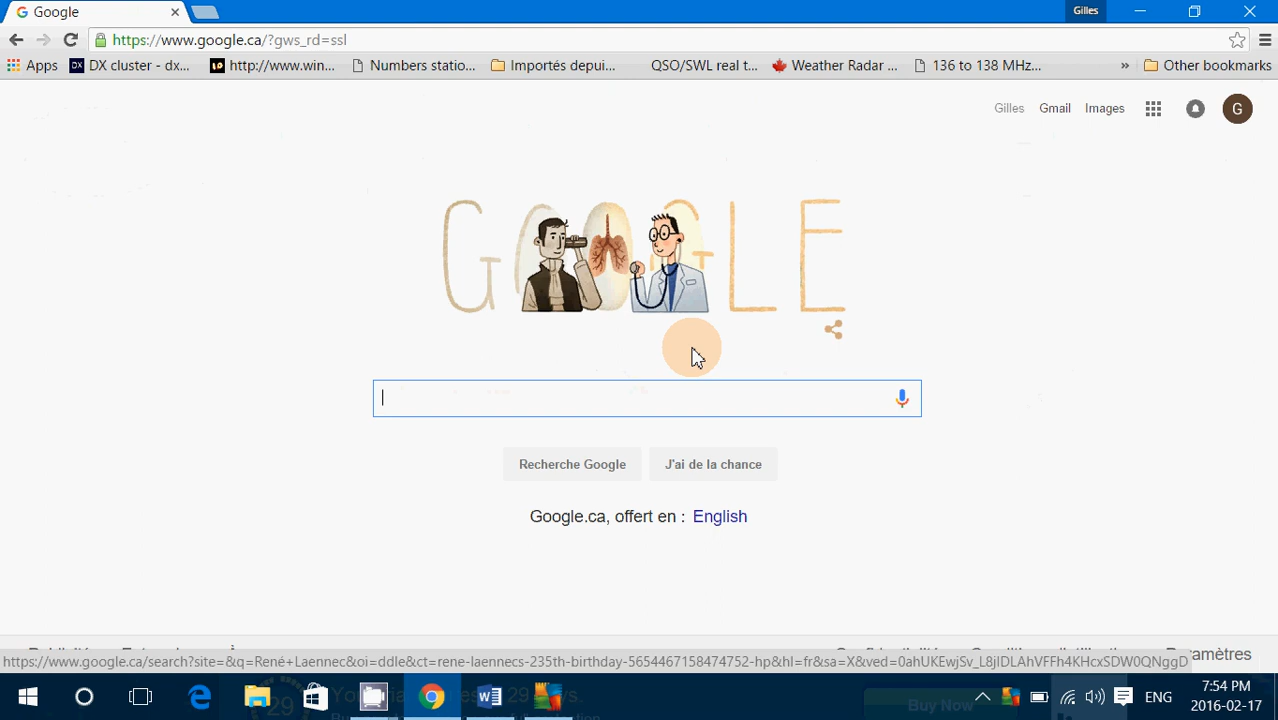 Google
Gilles
https://www.google.ca/?gws_rd=ssl
Apps DX cluster - dx... http://www.win... Numbers statio... Importés depui... QSO/SWL real t... Weather Radar ... 136 to 138 MHz... » Other bookmarks
Gilles Gmail Images G
GOOGLE
Recherche Google J'ai de la chance
Google.ca, offert en : English
https://www.google.ca/search?site=&q=René+Laennec&oi=ddle&ct=rene-laennecs-235th-birthday-5654467158474752-hp&hl=fr&sa=X&ved=0ahUKEwjSv_L8jIDLAhVFFh4KHcxSDW0QNggD
Paramètres
ENG
7:54 PM
2016-02-17
29
Buy Now